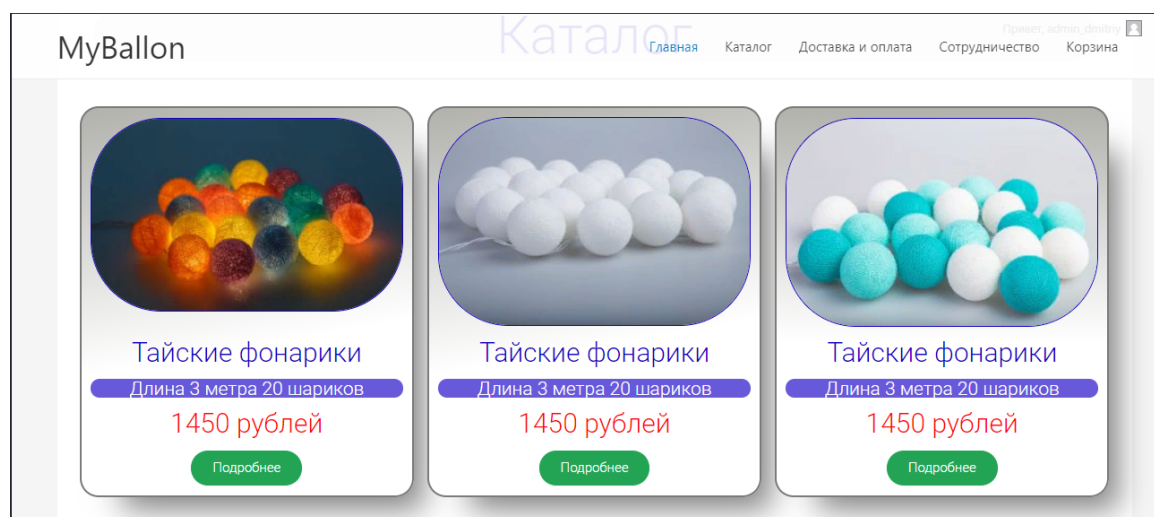 Каталог
Привет, admin_dmitriy
MyBallon
Главная Каталог Доставка и оплата Сотрудничество Корзина
Тайские фонарики
Длина 3 метра 20 шариков
1450 рублей
Подробнее
Тайские фонарики
Длина 3 метра 20 шариков
1450 рублей
Подробнее
Тайские фонарики
Длина 3 метра 20 шариков
1450 рублей
Подробнее